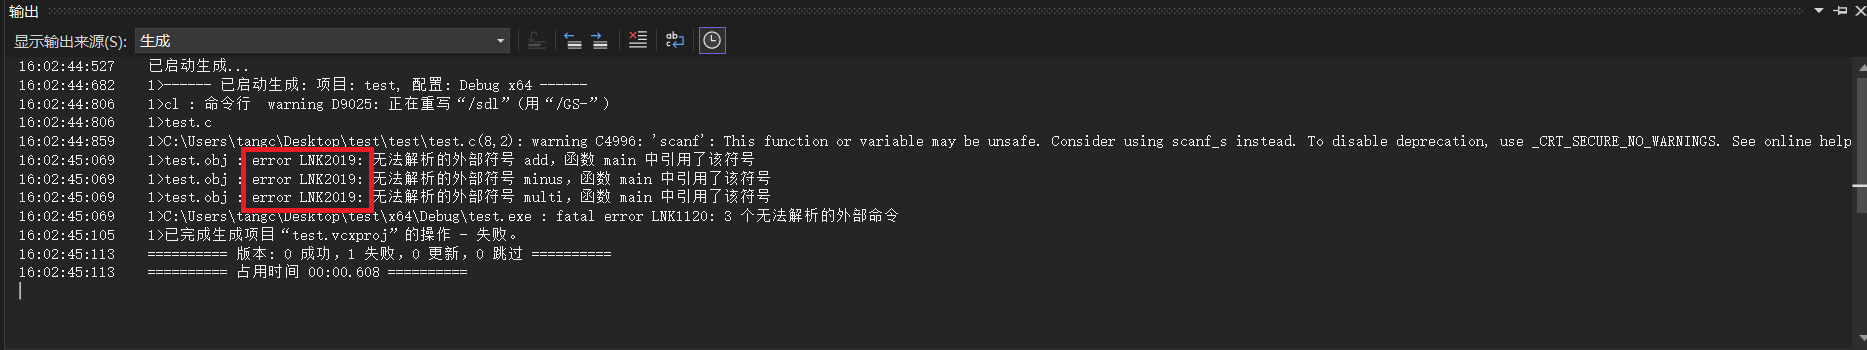 输出
显示输出来源(S): 生成
16:02:44:527 已启动生成...
16:02:44:682 1>------ 已启动生成: 项目: test, 配置: Debug x64 ------
16:02:44:806 1>cl : 命令行  warning D9025: 正在重写“/sdl”(用“/GS-”)
16:02:44:806 1>test.c
16:02:44:859 1>C:\Users\tangc\Desktop\test\test\test.c(8,2): warning C4996: 'scanf': This function or variable may be unsafe. Consider using scanf_s instead. To disable deprecation, use _CRT_SECURE_NO_WARNINGS. See online help
16:02:45:069 1>test.obj : error LNK2019: 无法解析的外部符号 add，函数 main 中引用了该符号
16:02:45:069 1>test.obj : error LNK2019: 无法解析的外部符号 minus，函数 main 中引用了该符号
16:02:45:069 1>test.obj : error LNK2019: 无法解析的外部符号 multi，函数 main 中引用了该符号
16:02:45:069 1>C:\Users\tangc\Desktop\test\x64\Debug\test.exe : fatal error LNK1120: 3 个无法解析的外部命令
16:02:45:105 1>已完成生成项目“test.vcxproj”的操作 - 失败。
16:02:45:113 ========== 版本: 0 成功，1 失败，0 更新，0 跳过 ==========
16:02:45:113 ========== 占用时间 00:00.608 ==========